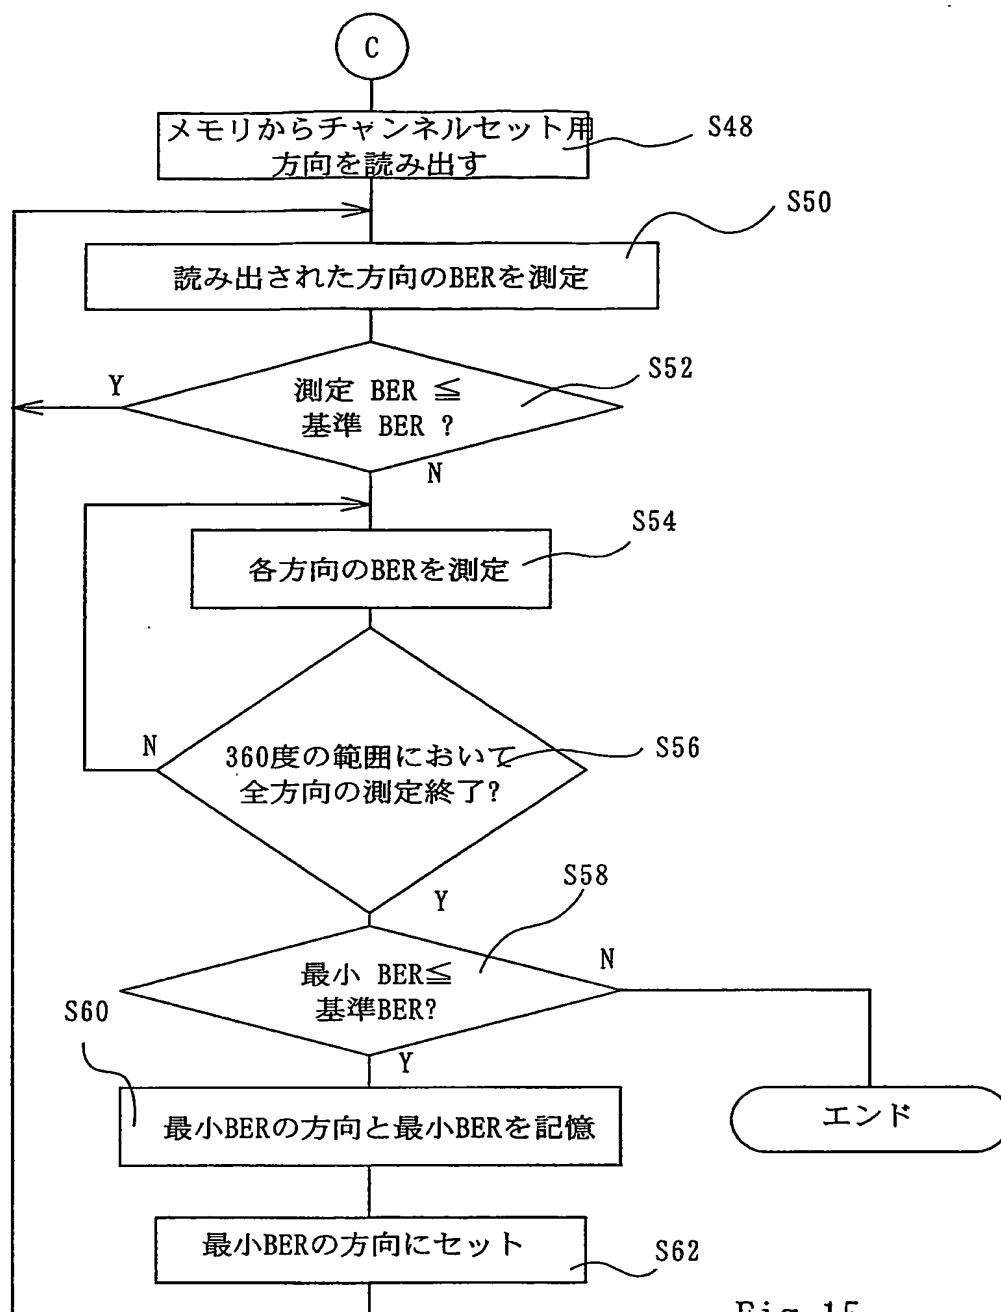 C
メモリからチャンネルセット用
方向を読み出す
S48
S50
読み出された方向のBERを測定
S52
Y
測定 BER ≦
基準 BER ?
N
S54
各方向のBERを測定
N
360度の範囲において
全方向の測定終了?
S56
Y
S58
最小 BER≦
基準BER?
N
S60
Y
最小BERの方向と最小BERを記憶
エンド
最小BERの方向にセット
S62
Fig.15